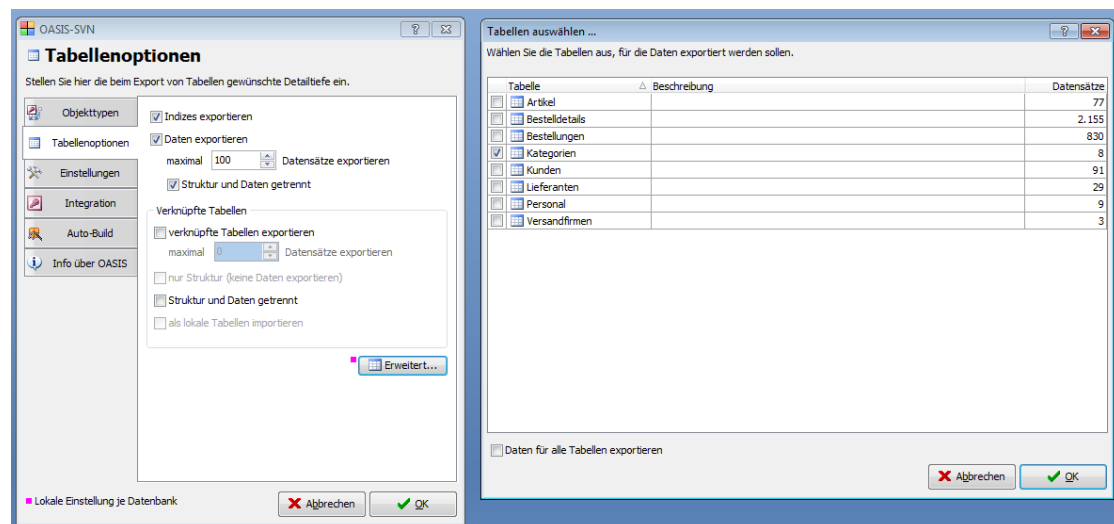 OASIS-SVN
Tabellenoptionen
Stellen Sie hier die beim Export von Tabellen gewünschte Detailtiefe ein.
Objekttypen
Tabellenoptionen
Einstellungen
Integration
Auto-Build
Info über OASIS
Indizes exportieren
Daten exportieren
maximal 100 Datensätze exportieren
Struktur und Daten getrennt
Verknüpfte Tabellen
verknüpfte Tabellen exportieren
maximal 0 Datensätze exportieren
nur Struktur (keine Daten exportieren)
Struktur und Daten getrennt
als lokale Tabellen importieren
Erweitert...
Lokale Einstellung je Datenbank
Abbrechen
OK
Tabellen auswählen ...
Wählen Sie die Tabellen aus, für die Daten exportiert werden sollen.
Tabelle Beschreibung Datensätze
Artikel 77
Bestelldetails 2.155
Bestellungen 830
Kategorien 8
Kunden 91
Lieferanten 29
Personal 9
Versandfirmen 3
Daten für alle Tabellen exportieren
Abbrechen
OK